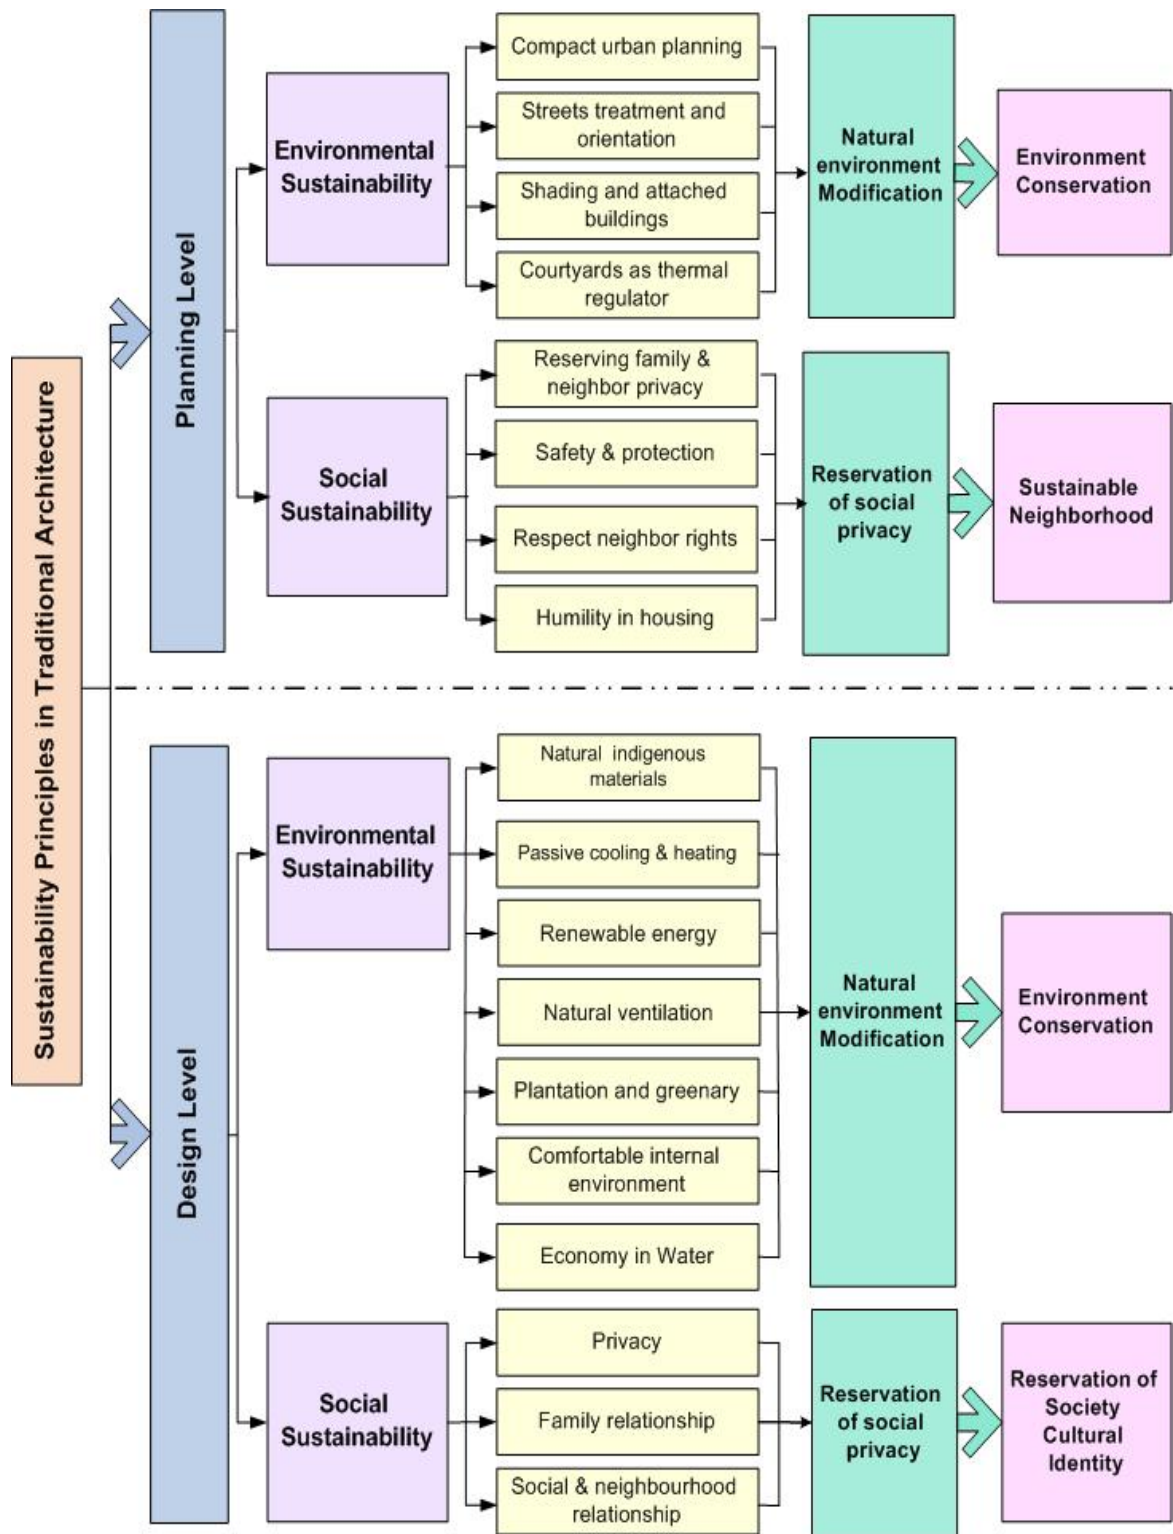 Sustainability Principles in Traditional Architecture
Planning Level
Environmental
Sustainability
Compact urban planning
Streets treatment and
orientation
Shading and attached
buildings
Courtyards as thermal
regulator
Natural
environment
Modification
Environment
Conservation
Social
Sustainability
Reserving family &
neighbor privacy
Safety & protection
Respect neighbor rights
Humility in housing
Reservation
of social
privacy
Sustainable
Neighborhood
Design Level
Environmental
Sustainability
Natural indigenous
materials
Passive cooling & heating
Renewable energy
Natural ventilation
Plantation and greenary
Comfortable internal
environment
Economy in Water
Natural
environment
Modification
Environment
Conservation
Social
Sustainability
Privacy
Family relationship
Social & neighbourhood
relationship
Reservation
of social
privacy
Reservation of
Society
Cultural
Identity